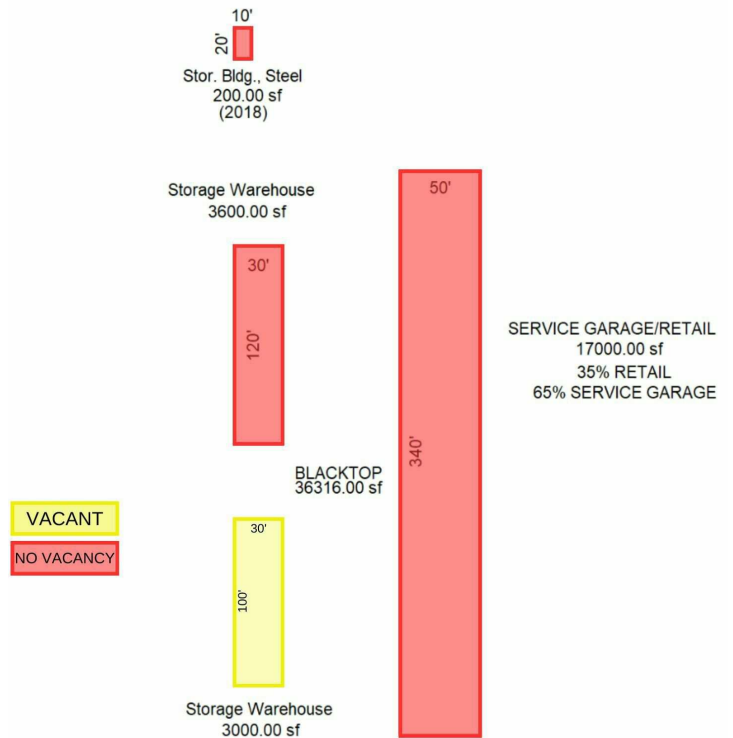 10'
20'
Stor. Bldg., Steel
200.00 sf
(2018)
Storage Warehouse
3600.00 sf
30'
120'
50'
340'
SERVICE GARAGE/RETAIL
17000.00 sf
35% RETAIL
65% SERVICE GARAGE
BLACKTOP
36316.00 sf
VACANT
NO VACANCY
30'
100'
Storage Warehouse
3000.00 sf